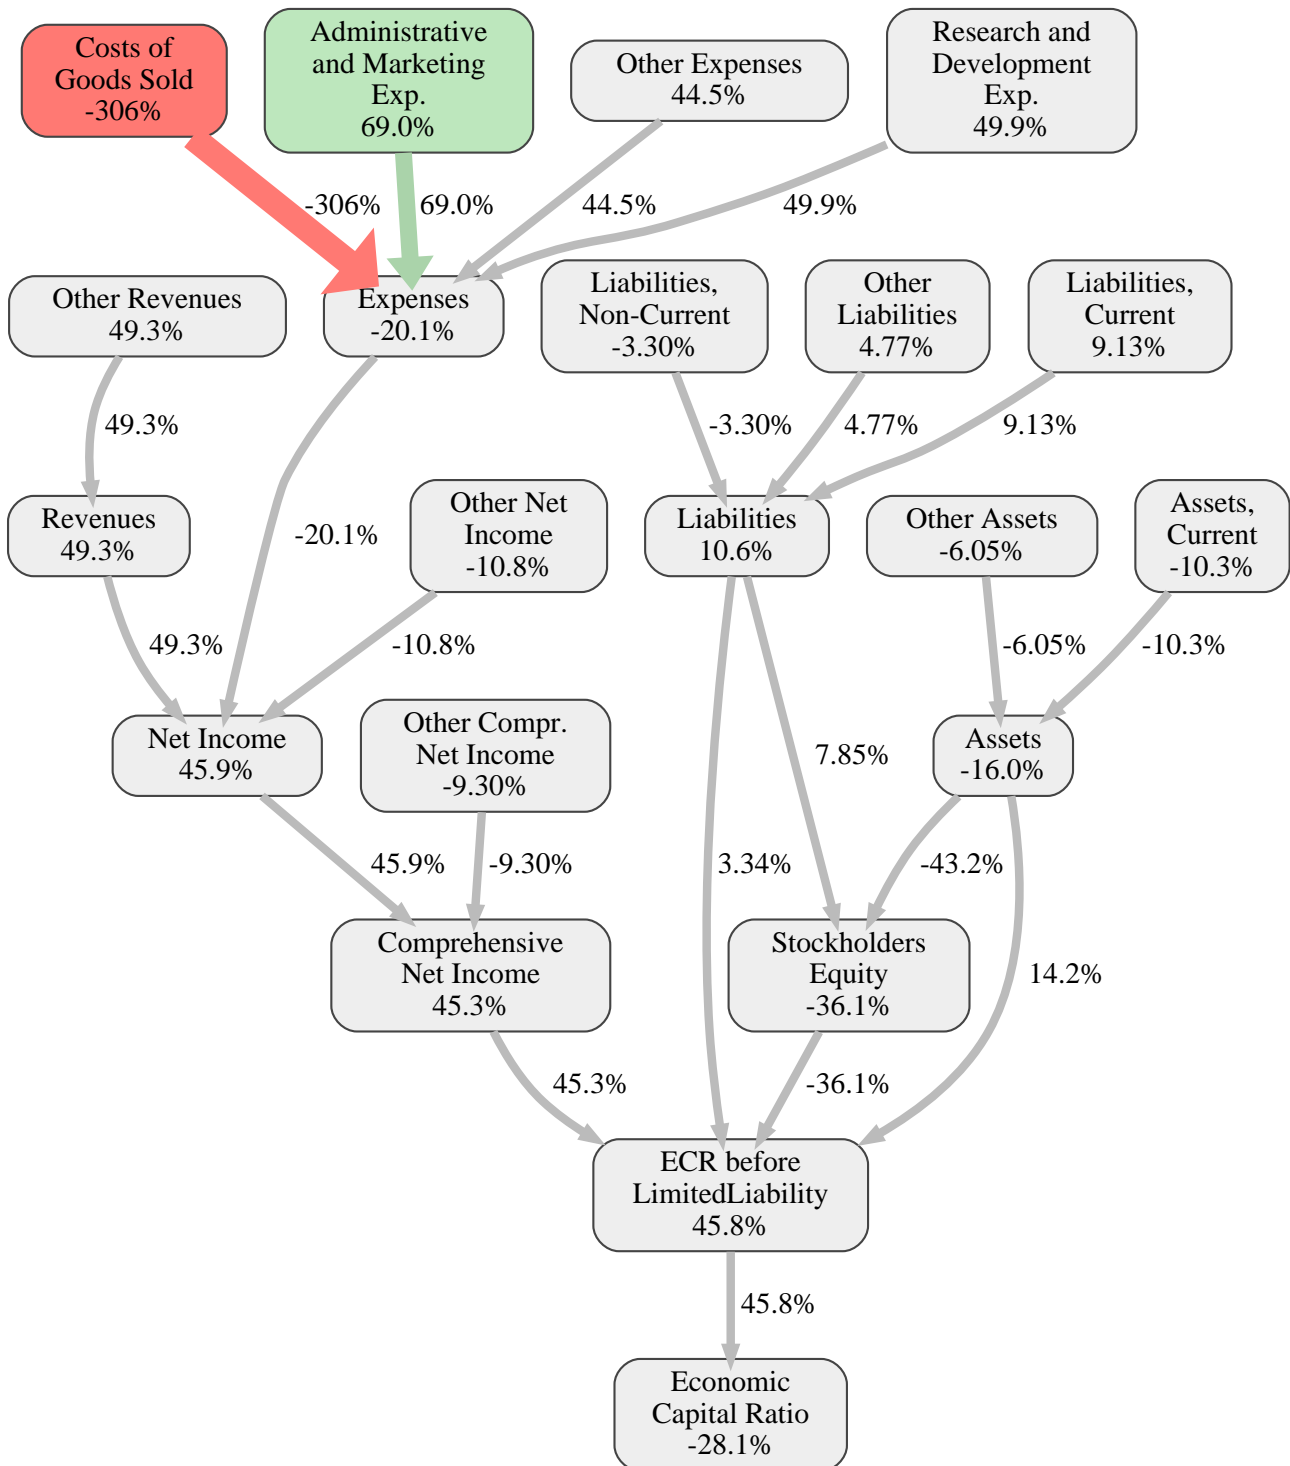 Costs of
Goods Sold
-306%
Administrative
and Marketing
Exp.
69.0%
Other Expenses
44.5%
Research and
Development
Exp.
49.9%
-306%
69.0%
44.5%
49.9%
Other Revenues
49.3%
Expenses
-20.1%
Liabilities,
Non-Current
-3.30%
Other
Liabilities
4.77%
Liabilities,
Current
9.13%
49.3%
-3.30%
4.77%
9.13%
Revenues
49.3%
-20.1%
Other Net
Income
-10.8%
Liabilities
10.6%
Other Assets
-6.05%
Assets,
Current
-10.3%
49.3%
-10.8%
-6.05%
-10.3%
Net Income
45.9%
Other Compr.
Net Income
-9.30%
7.85%
Assets
-16.0%
45.9%
-9.30%
3.34%
-43.2%
Comprehensive
Net Income
45.3%
Stockholders
Equity
-36.1%
14.2%
45.3%
-36.1%
ECR before
LimitedLiability
45.8%
45.8%
Economic
Capital Ratio
-28.1%